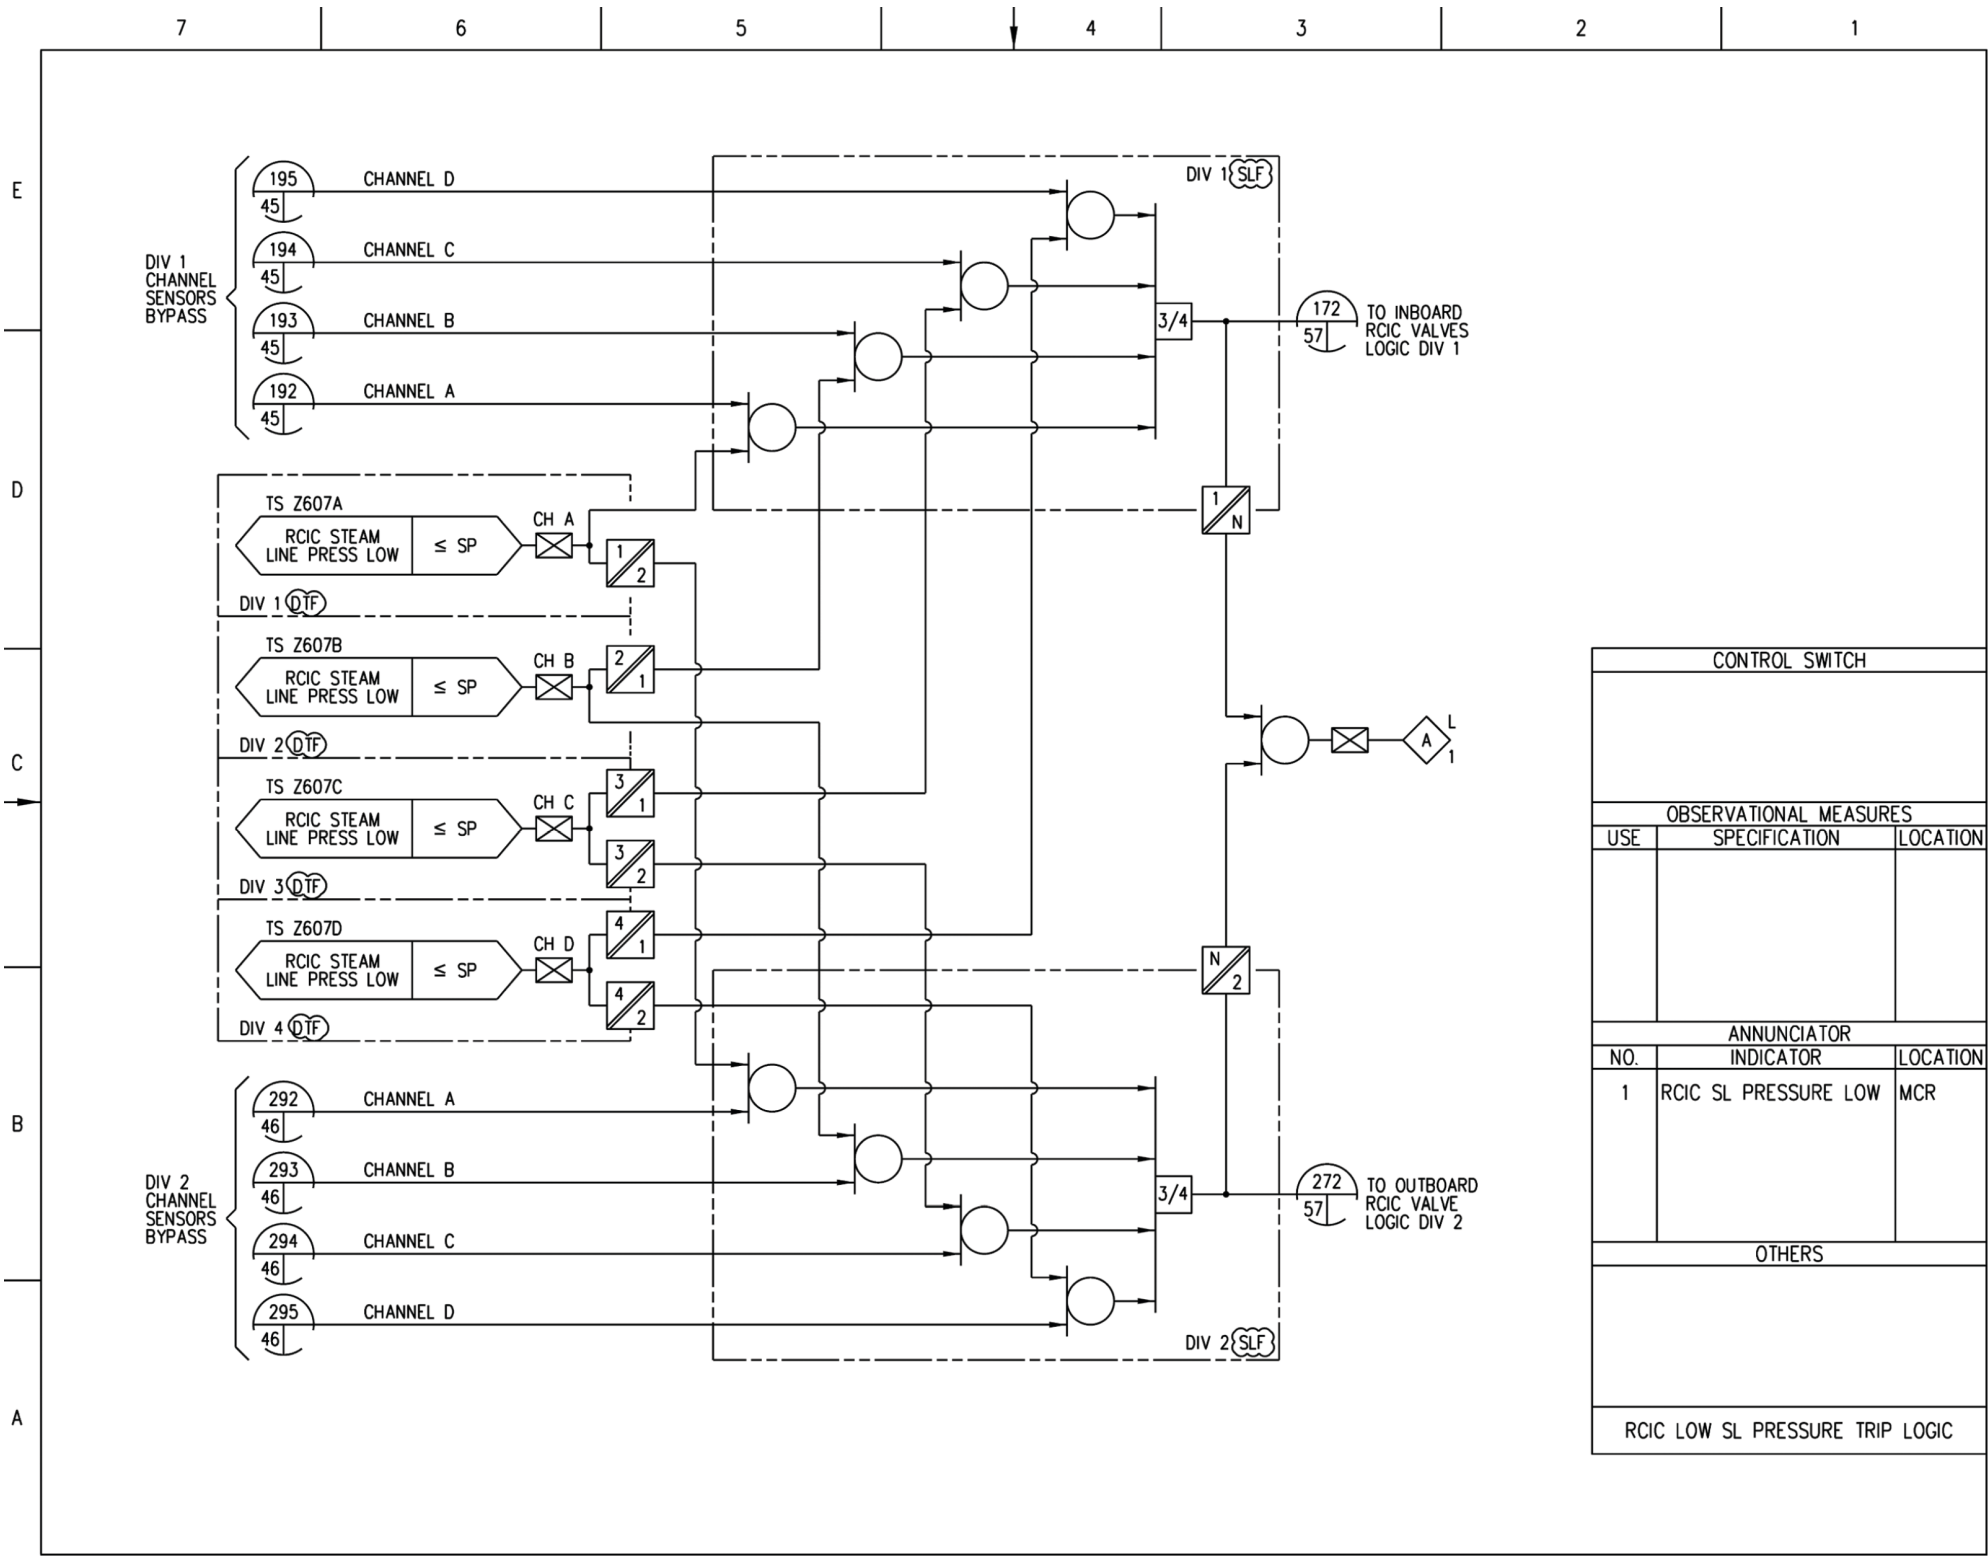 7 6 5 4 3 2 1
E
D
C
B
A
195
45
CHANNEL D
194
45
CHANNEL C
193
45
CHANNEL B
192
45
CHANNEL A
DIV 1
CHANNEL
SENSORS
BYPASS
DIV 1 SLF
3/4
172
57
TO INBOARD
RCIC VALVES
LOGIC DIV 1
1
N
TS Z607A
RCIC STEAM
LINE PRESS LOW
≤ SP
CH A
1
2
DIV 1 DTF
TS Z607B
RCIC STEAM
LINE PRESS LOW
≤ SP
CH B
2
1
DIV 2 DTF
TS Z607C
RCIC STEAM
LINE PRESS LOW
≤ SP
CH C
3
1
3
2
DIV 3 DTF
TS Z607D
RCIC STEAM
LINE PRESS LOW
≤ SP
CH D
4
1
4
2
DIV 4 DTF
A
L
1
N
2
292
46
CHANNEL A
293
46
CHANNEL B
294
46
CHANNEL C
295
46
CHANNEL D
DIV 2
CHANNEL
SENSORS
BYPASS
3/4
272
57
TO OUTBOARD
RCIC VALVE
LOGIC DIV 2
DIV 2 SLF
CONTROL SWITCH
OBSERVATIONAL MEASURES
USE SPECIFICATION LOCATION
ANNUNCIATOR
NO. INDICATOR LOCATION
1 RCIC SL PRESSURE LOW MCR
OTHERS
RCIC LOW SL PRESSURE TRIP LOGIC